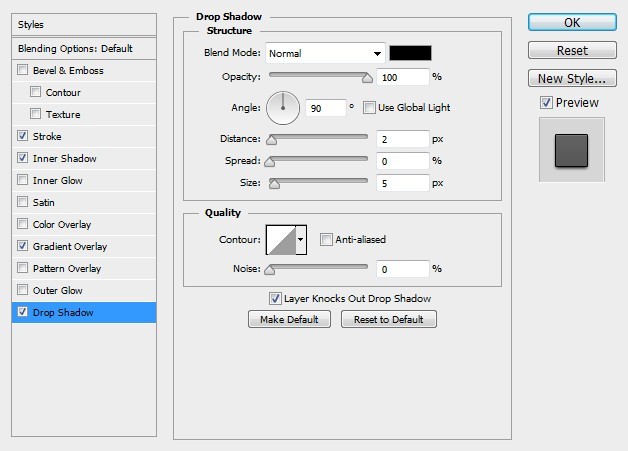 Styles
Blending Options: Default
Bevel & Emboss
Contour
Texture
Stroke
Inner Shadow
Inner Glow
Satin
Color Overlay
Gradient Overlay
Pattern Overlay
Outer Glow
Drop Shadow
Drop Shadow
Structure
Blend Mode: Normal
Opacity: 100 %
Angle: 90 ° Use Global Light
Distance: 2 px
Spread: 0 %
Size: 5 px
Quality
Contour: Anti-aliased
Noise: 0 %
Layer Knocks Out Drop Shadow
Make Default Reset to Default
OK
Reset
New Style...
Preview